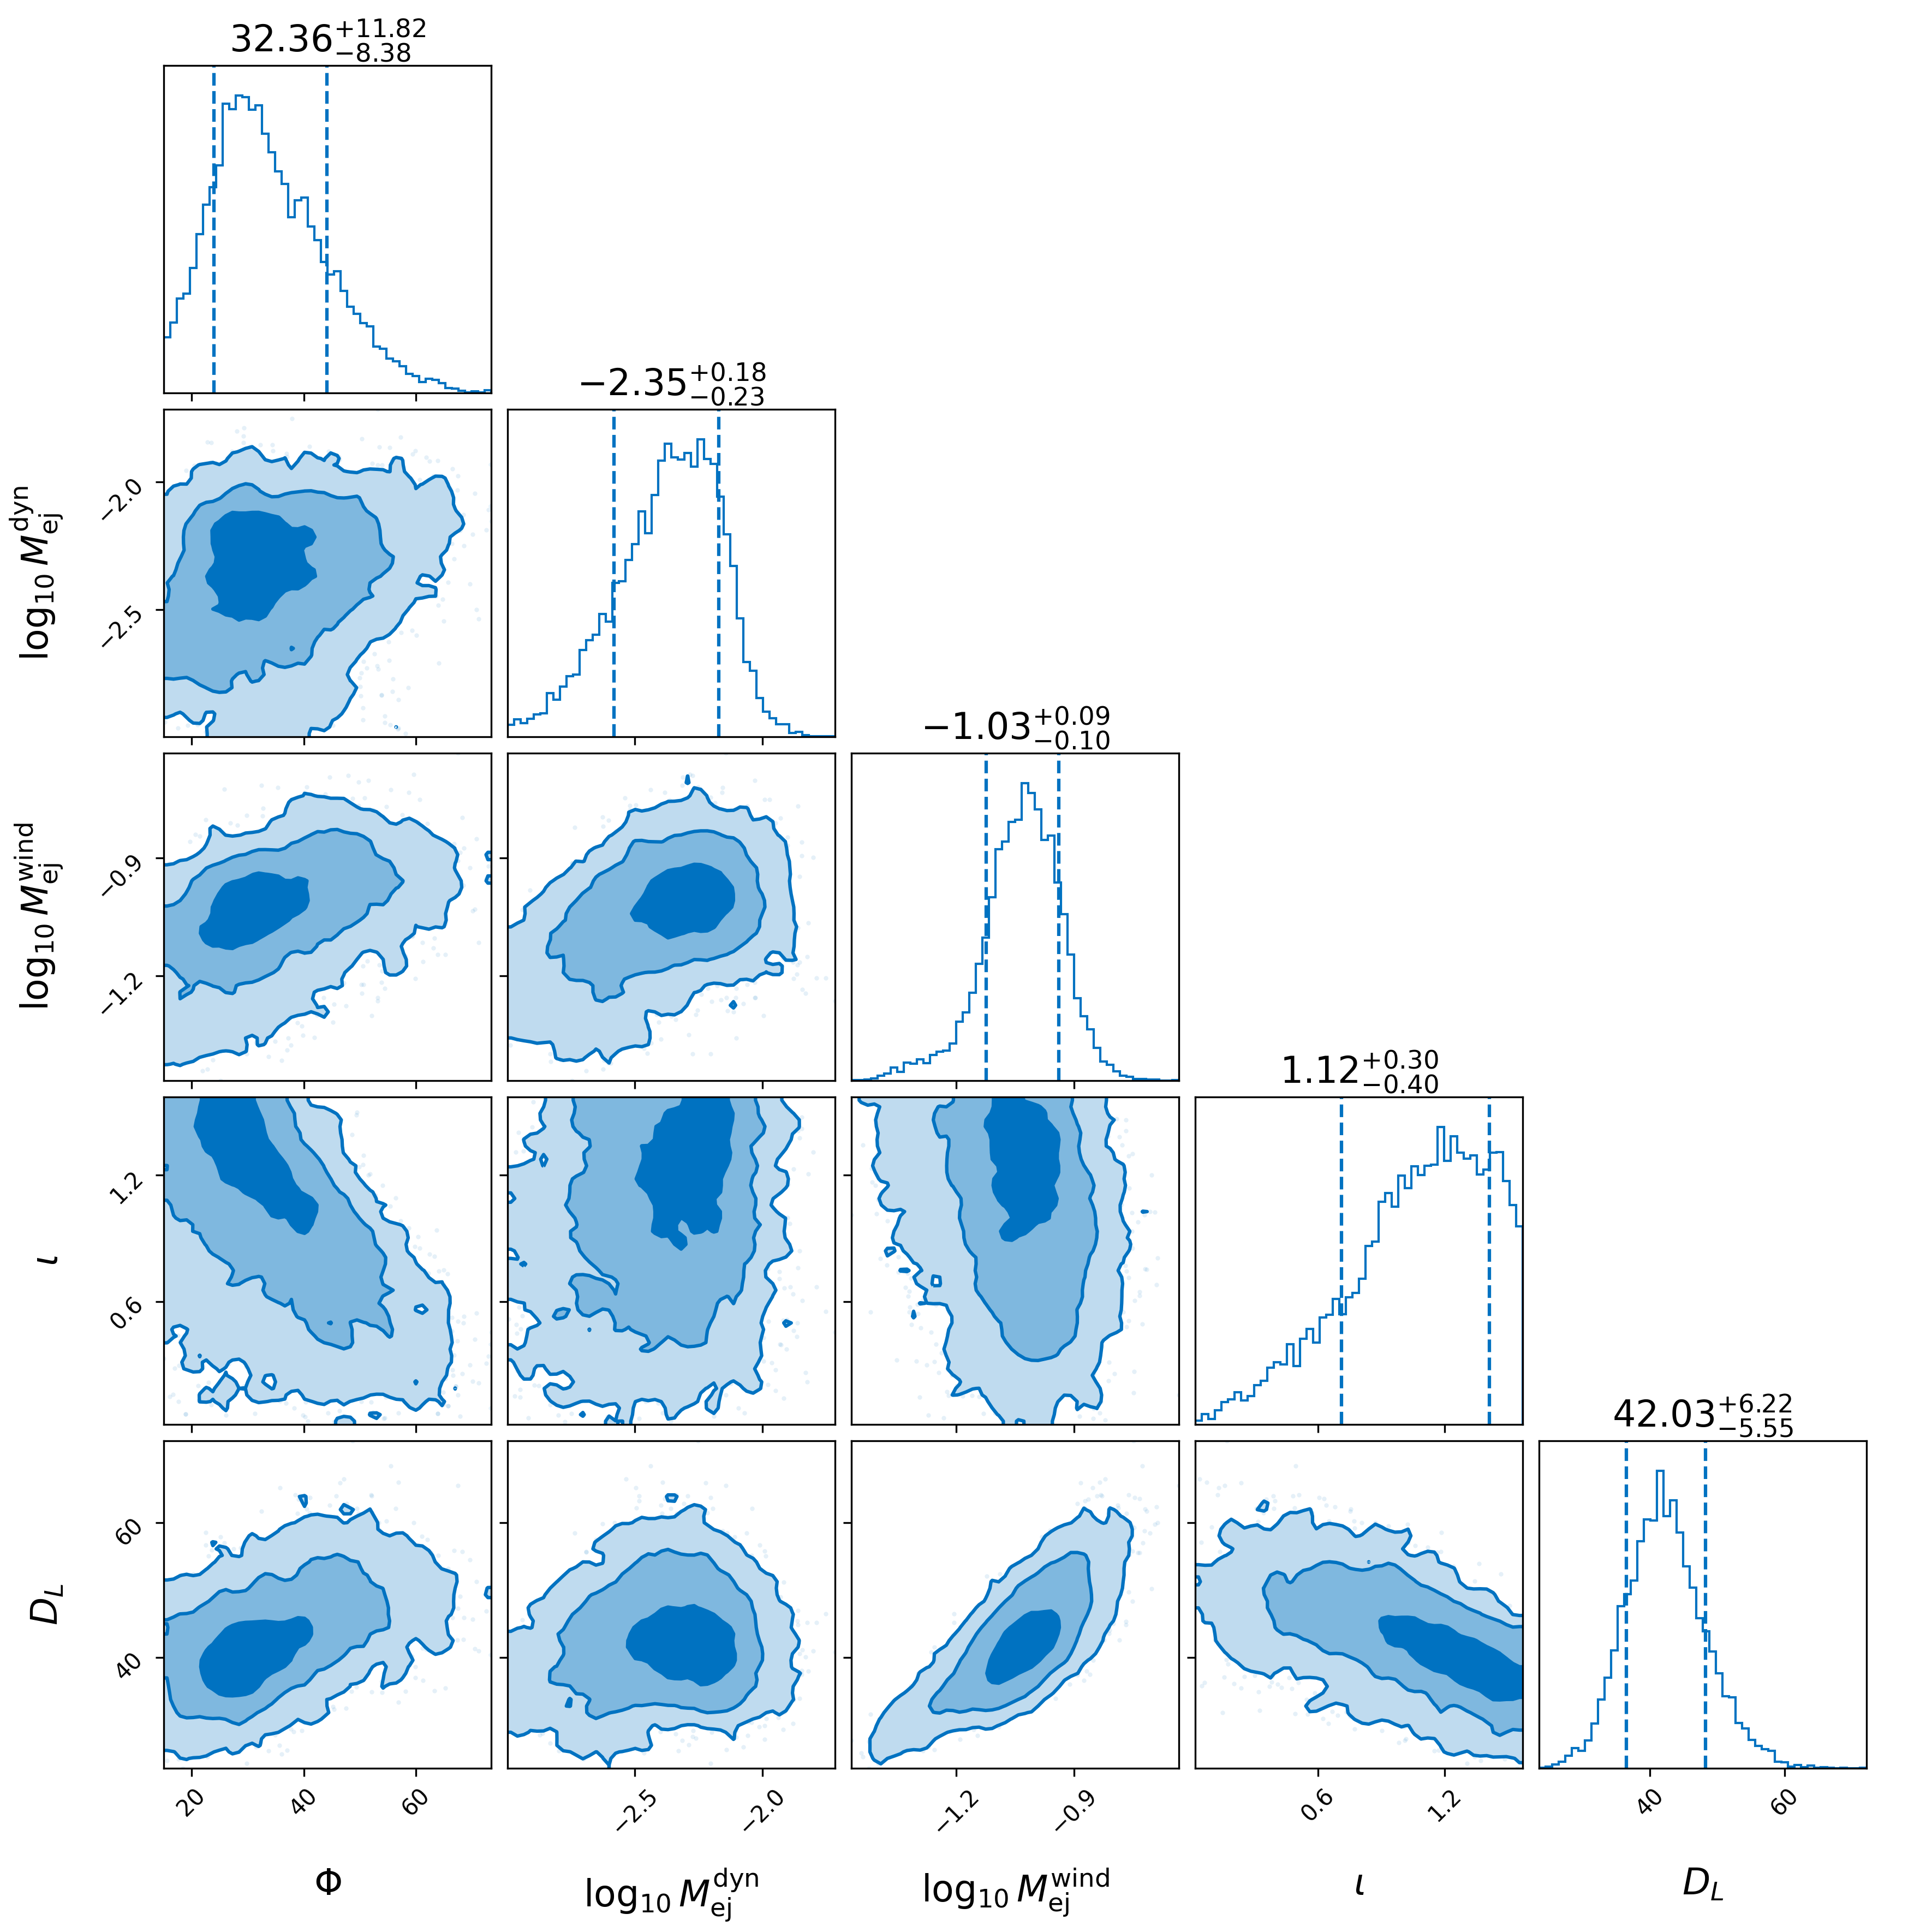 32.36+11.82−8.38
−2.35+0.18−0.23
log10 Mejdyn
−2.0
−2.5
−1.03+0.09−0.10
log10 Mejwind
−0.9
−1.2
1.12+0.30−0.40
ι
1.2
0.6
42.03+6.22−5.55
DL
60
40
20 40 60 −2.5 −2.0 −1.2 −0.9 0.6 1.2 40 60
Φ log10 Mejdyn log10 Mejwind ι DL